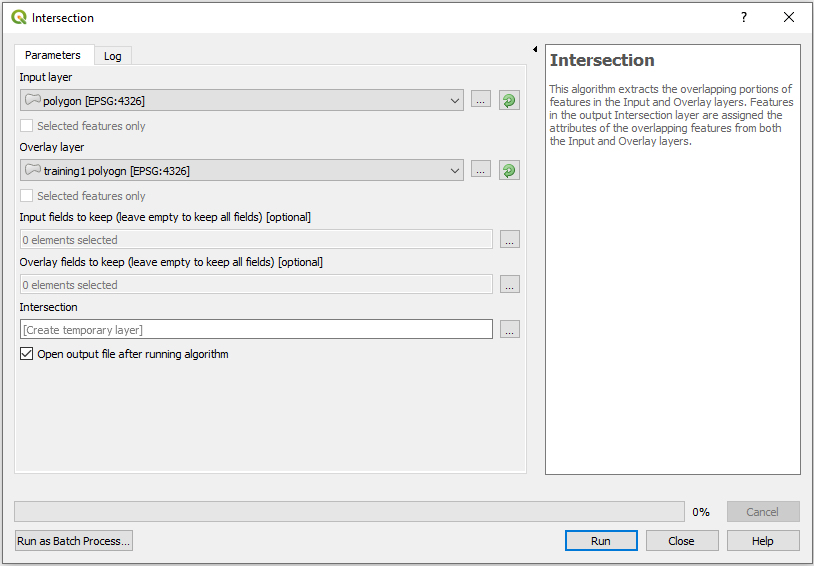 Intersection
?
Parameters
Log
Input layer
polygon [EPSG:4326]
...
Selected features only
Overlay layer
training1 polyogn [EPSG:4326]
...
Selected features only
Input fields to keep (leave empty to keep all fields) [optional]
0 elements selected
...
Overlay fields to keep (leave empty to keep all fields) [optional]
0 elements selected
...
Intersection
[Create temporary layer]
...
Open output file after running algorithm
Intersection
This algorithm extracts the overlapping portions of
features in the Input and Overlay layers. Features
in the output Intersection layer are assigned the
attributes of the overlapping features from both
the Input and Overlay layers.
0%
Cancel
Run as Batch Process...
Run
Close
Help